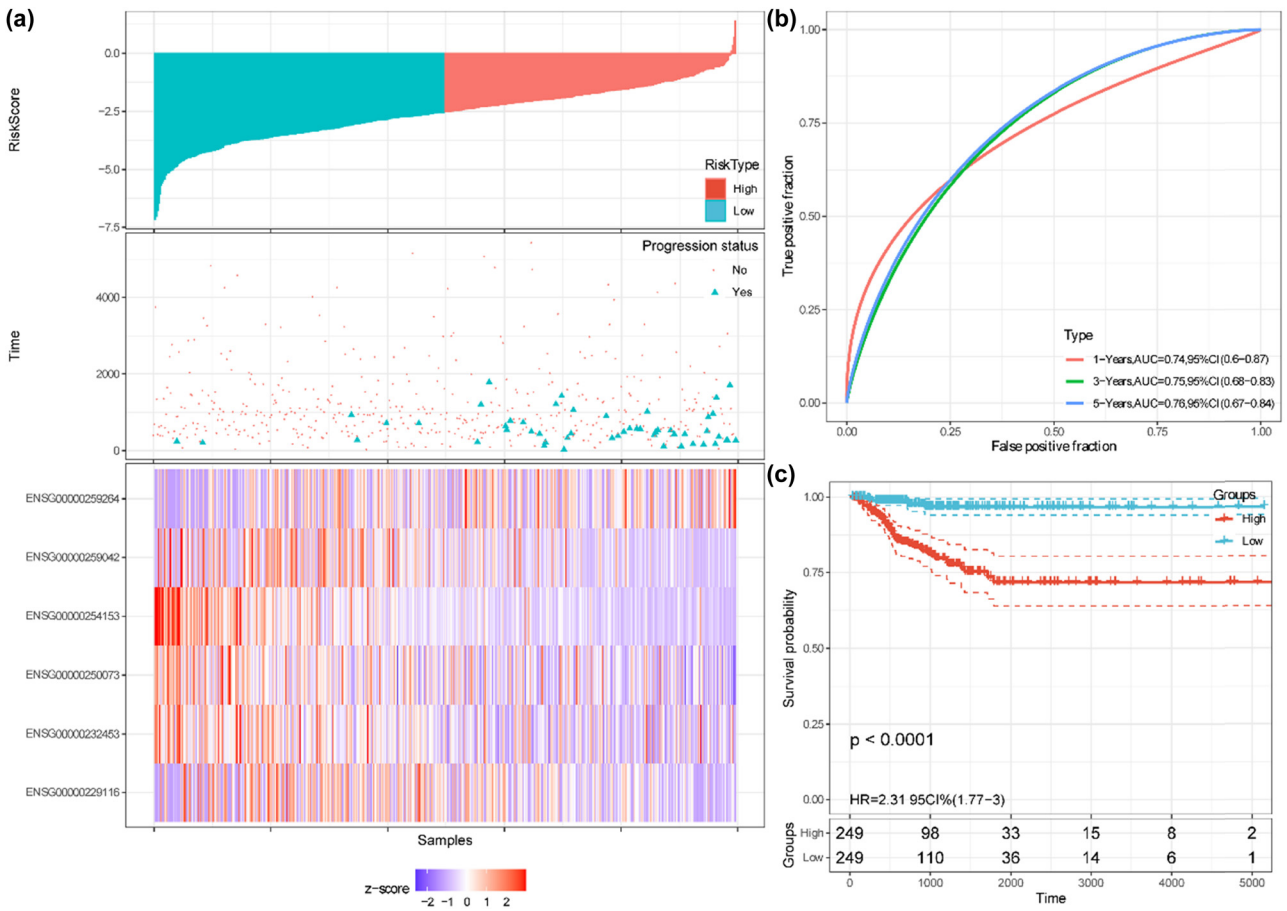 (a)
RiskScore
0.0
−2.5
−5.0
−7.5
RiskType
High
Low
Time
4000
2000
0
Progression status
No
Yes
ENSG00000259264
ENSG00000259042
ENSG00000254153
ENSG00000250073
ENSG00000232453
ENSG00000229116
Samples
z−score
−2 −1 0 1 2
(b)
True positive fraction
1.00
0.75
0.50
0.25
0.00
Type
1−Years,AUC=0.74,95%CI(0.6−0.87)
3−Years,AUC=0.75,95%CI(0.68−0.83)
5−Years,AUC=0.76,95%CI(0.67−0.84)
0.00 0.25 0.50 0.75 1.00
False positive fraction
(c)
Survival probability
1.00
0.75
0.50
0.25
0.00
Groups
High
Low
p < 0.0001
HR=2.31 95CI%(1.77−3)
Groups
High 249 98 33 15 8 2
Low 249 110 36 14 6 1
0 1000 2000 3000 4000 5000
Time